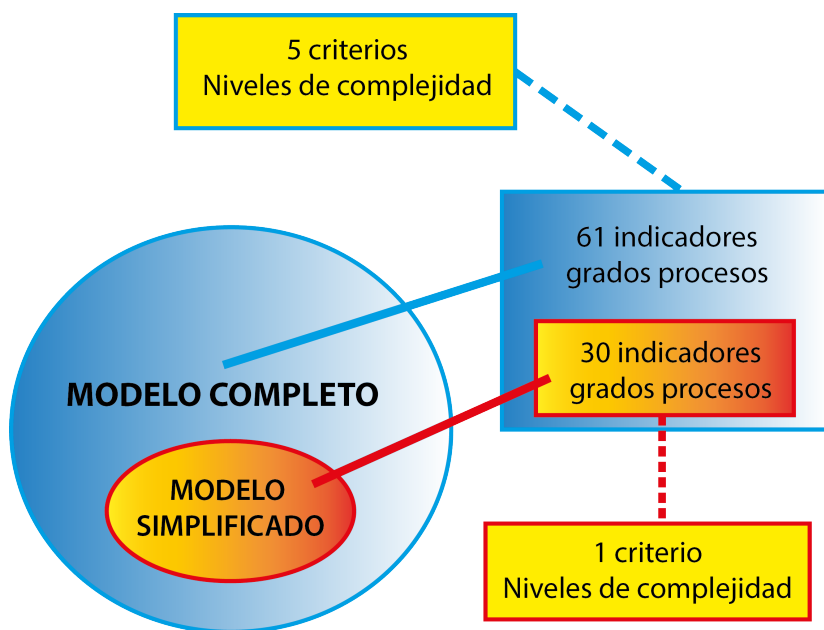 5 criterios
Niveles de complejidad
61 indicadores
grados procesos
30 indicadores
grados procesos
MODELO COMPLETO
MODELO
SIMPLIFICADO
1 criterio
Niveles de complejidad